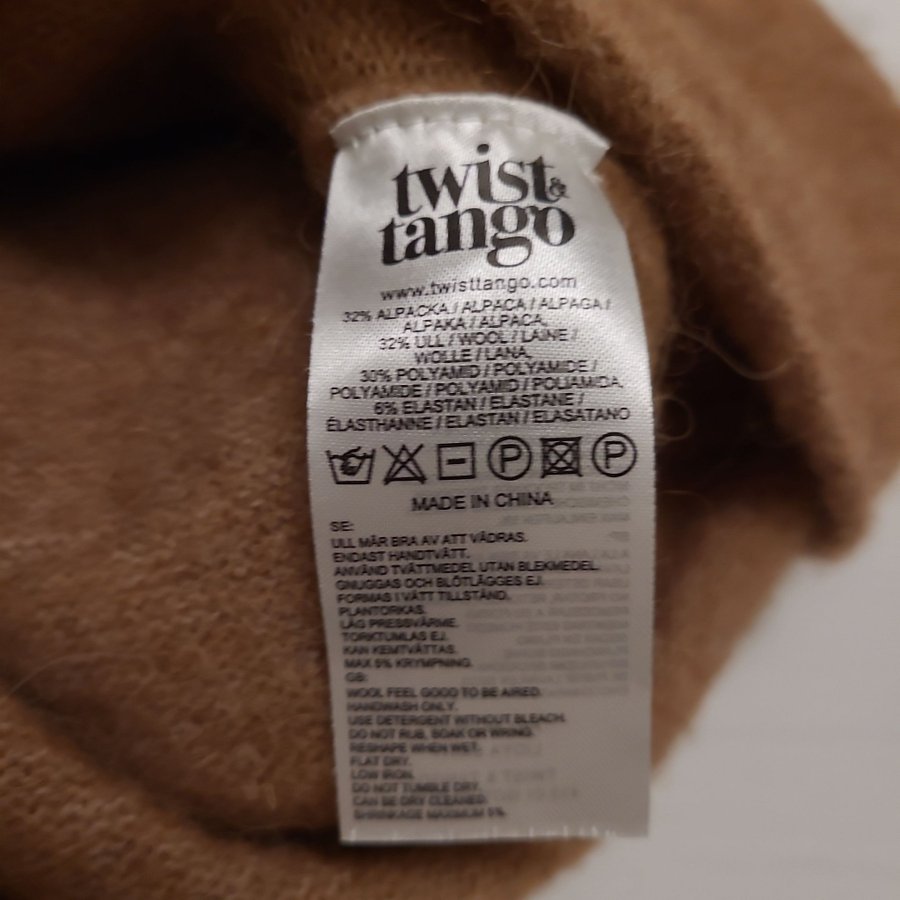 twist &
tango
www.twisttango.com
32% ALPACKA / ALPACA / ALPAGA /
ALPAKA / ALPACA,
32% ULL / WOOL / LAINE /
WOLLE / LANA,
30% POLYAMID / POLYAMIDE /
POLYAMIDE / POLYAMID / POLIAMIDA,
6% ELASTAN / ELASTANE /
ÉLASTHANNE / ELASTAN / ELASATANO
P P
MADE IN CHINA
SE:
ULL MÅR BRA AV ATT VÄDRAS.
ENDAST HANDTVÄTT.
ANVÄND TVÄTTMEDEL UTAN BLEKMEDEL.
GNUGGAS OCH BLÖTLÄGGES EJ.
FORMAS I VÄTT TILLSTÅND.
PLANTORKAS.
LÅG PRESSVÄRME.
TORKTUMLAS EJ.
KAN KEMTVÄTTAS.
MAX 5% KRYMPNING.
GB:
WOOL FEEL GOOD TO BE AIRED.
HANDWASH ONLY.
USE DETERGENT WITHOUT BLEACH.
DO NOT RUB, SOAK OR WRING.
RESHAPE WHEN WET.
FLAT DRY.
LOW IRON.
DO NOT TUMBLE DRY.
CAN BE DRY CLEANED.
SHRINKAGE MAXIMUM 5%.